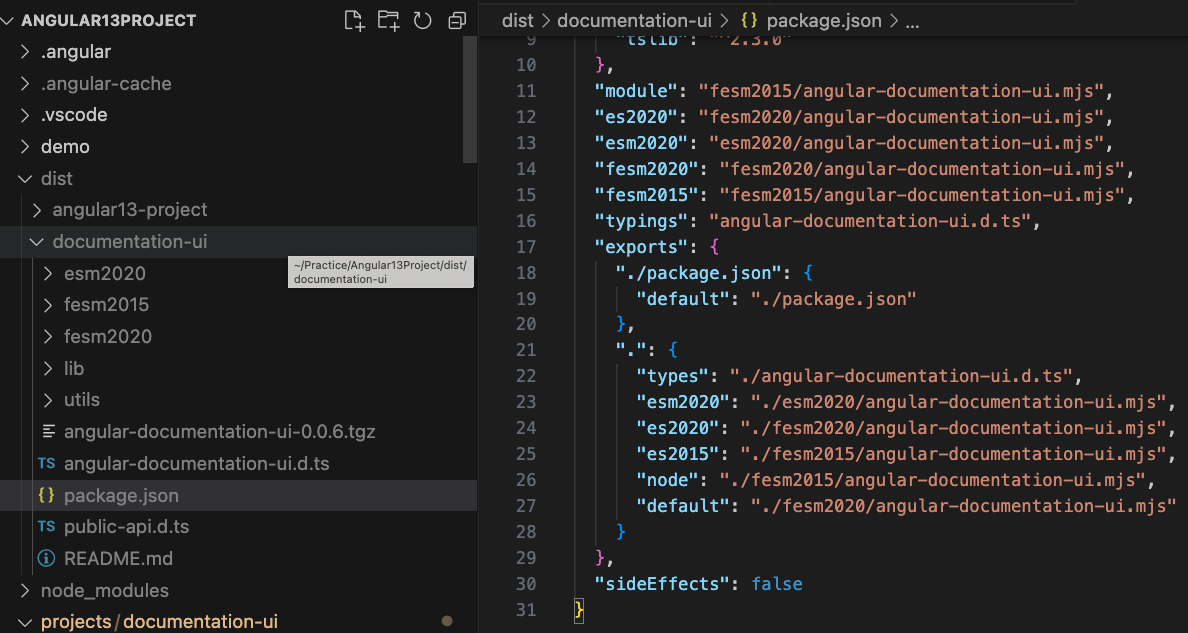 ANGULAR13PROJECT
.angular
.angular-cache
.vscode
demo
dist
angular13-project
documentation-ui
~/Practice/Angular13Project/dist/
documentation-ui
esm2020
fesm2015
fesm2020
lib
utils
angular-documentation-ui-0.0.6.tgz
TS angular-documentation-ui.d.ts
{} package.json
TS public-api.d.ts
README.md
node_modules
projects/documentation-ui
dist > documentation-ui > {} package.json > ...
9 "tslib": "^2.3.0"
10 },
11 "module": "fesm2015/angular-documentation-ui.mjs",
12 "es2020": "fesm2020/angular-documentation-ui.mjs",
13 "esm2020": "esm2020/angular-documentation-ui.mjs",
14 "fesm2020": "fesm2020/angular-documentation-ui.mjs",
15 "fesm2015": "fesm2015/angular-documentation-ui.mjs",
16 "typings": "angular-documentation-ui.d.ts",
17 "exports": {
18 "./package.json": {
19 "default": "./package.json"
20 },
21 ".": {
22 "types": "./angular-documentation-ui.d.ts",
23 "esm2020": "./esm2020/angular-documentation-ui.mjs",
24 "es2020": "./fesm2020/angular-documentation-ui.mjs",
25 "es2015": "./fesm2015/angular-documentation-ui.mjs",
26 "node": "./fesm2015/angular-documentation-ui.mjs",
27 "default": "./fesm2020/angular-documentation-ui.mjs"
28 }
29 },
30 "sideEffects": false
31 }